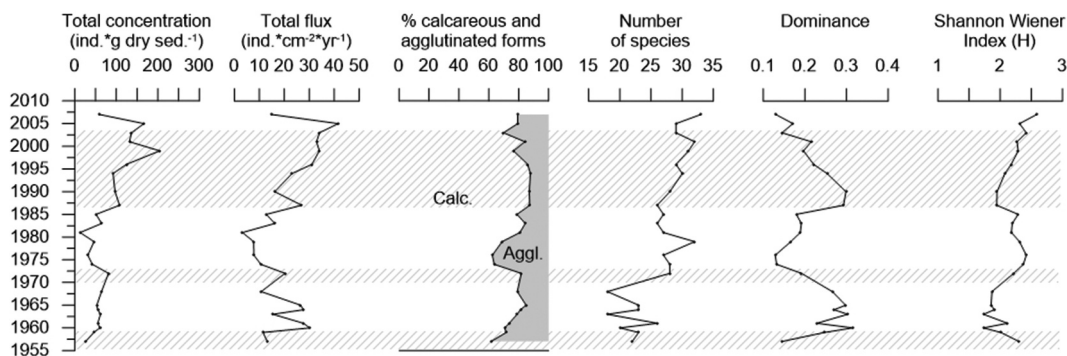 Total concentration Total flux % calcareous and Number Dominance Shannon Wiener
(ind.*g dry sed.-1) (ind.*cm-2*yr-1) agglutinated forms of species Index (H)
0 100 200 300 0 10 20 30 40 50 0 20 40 60 80 100 15 20 25 30 35 0.1 0.2 0.3 0.4 1 2 3
2010
2005
2000
1995
1990
1985
1980
1975
1970
1965
1960
1955
Calc.
Aggl.